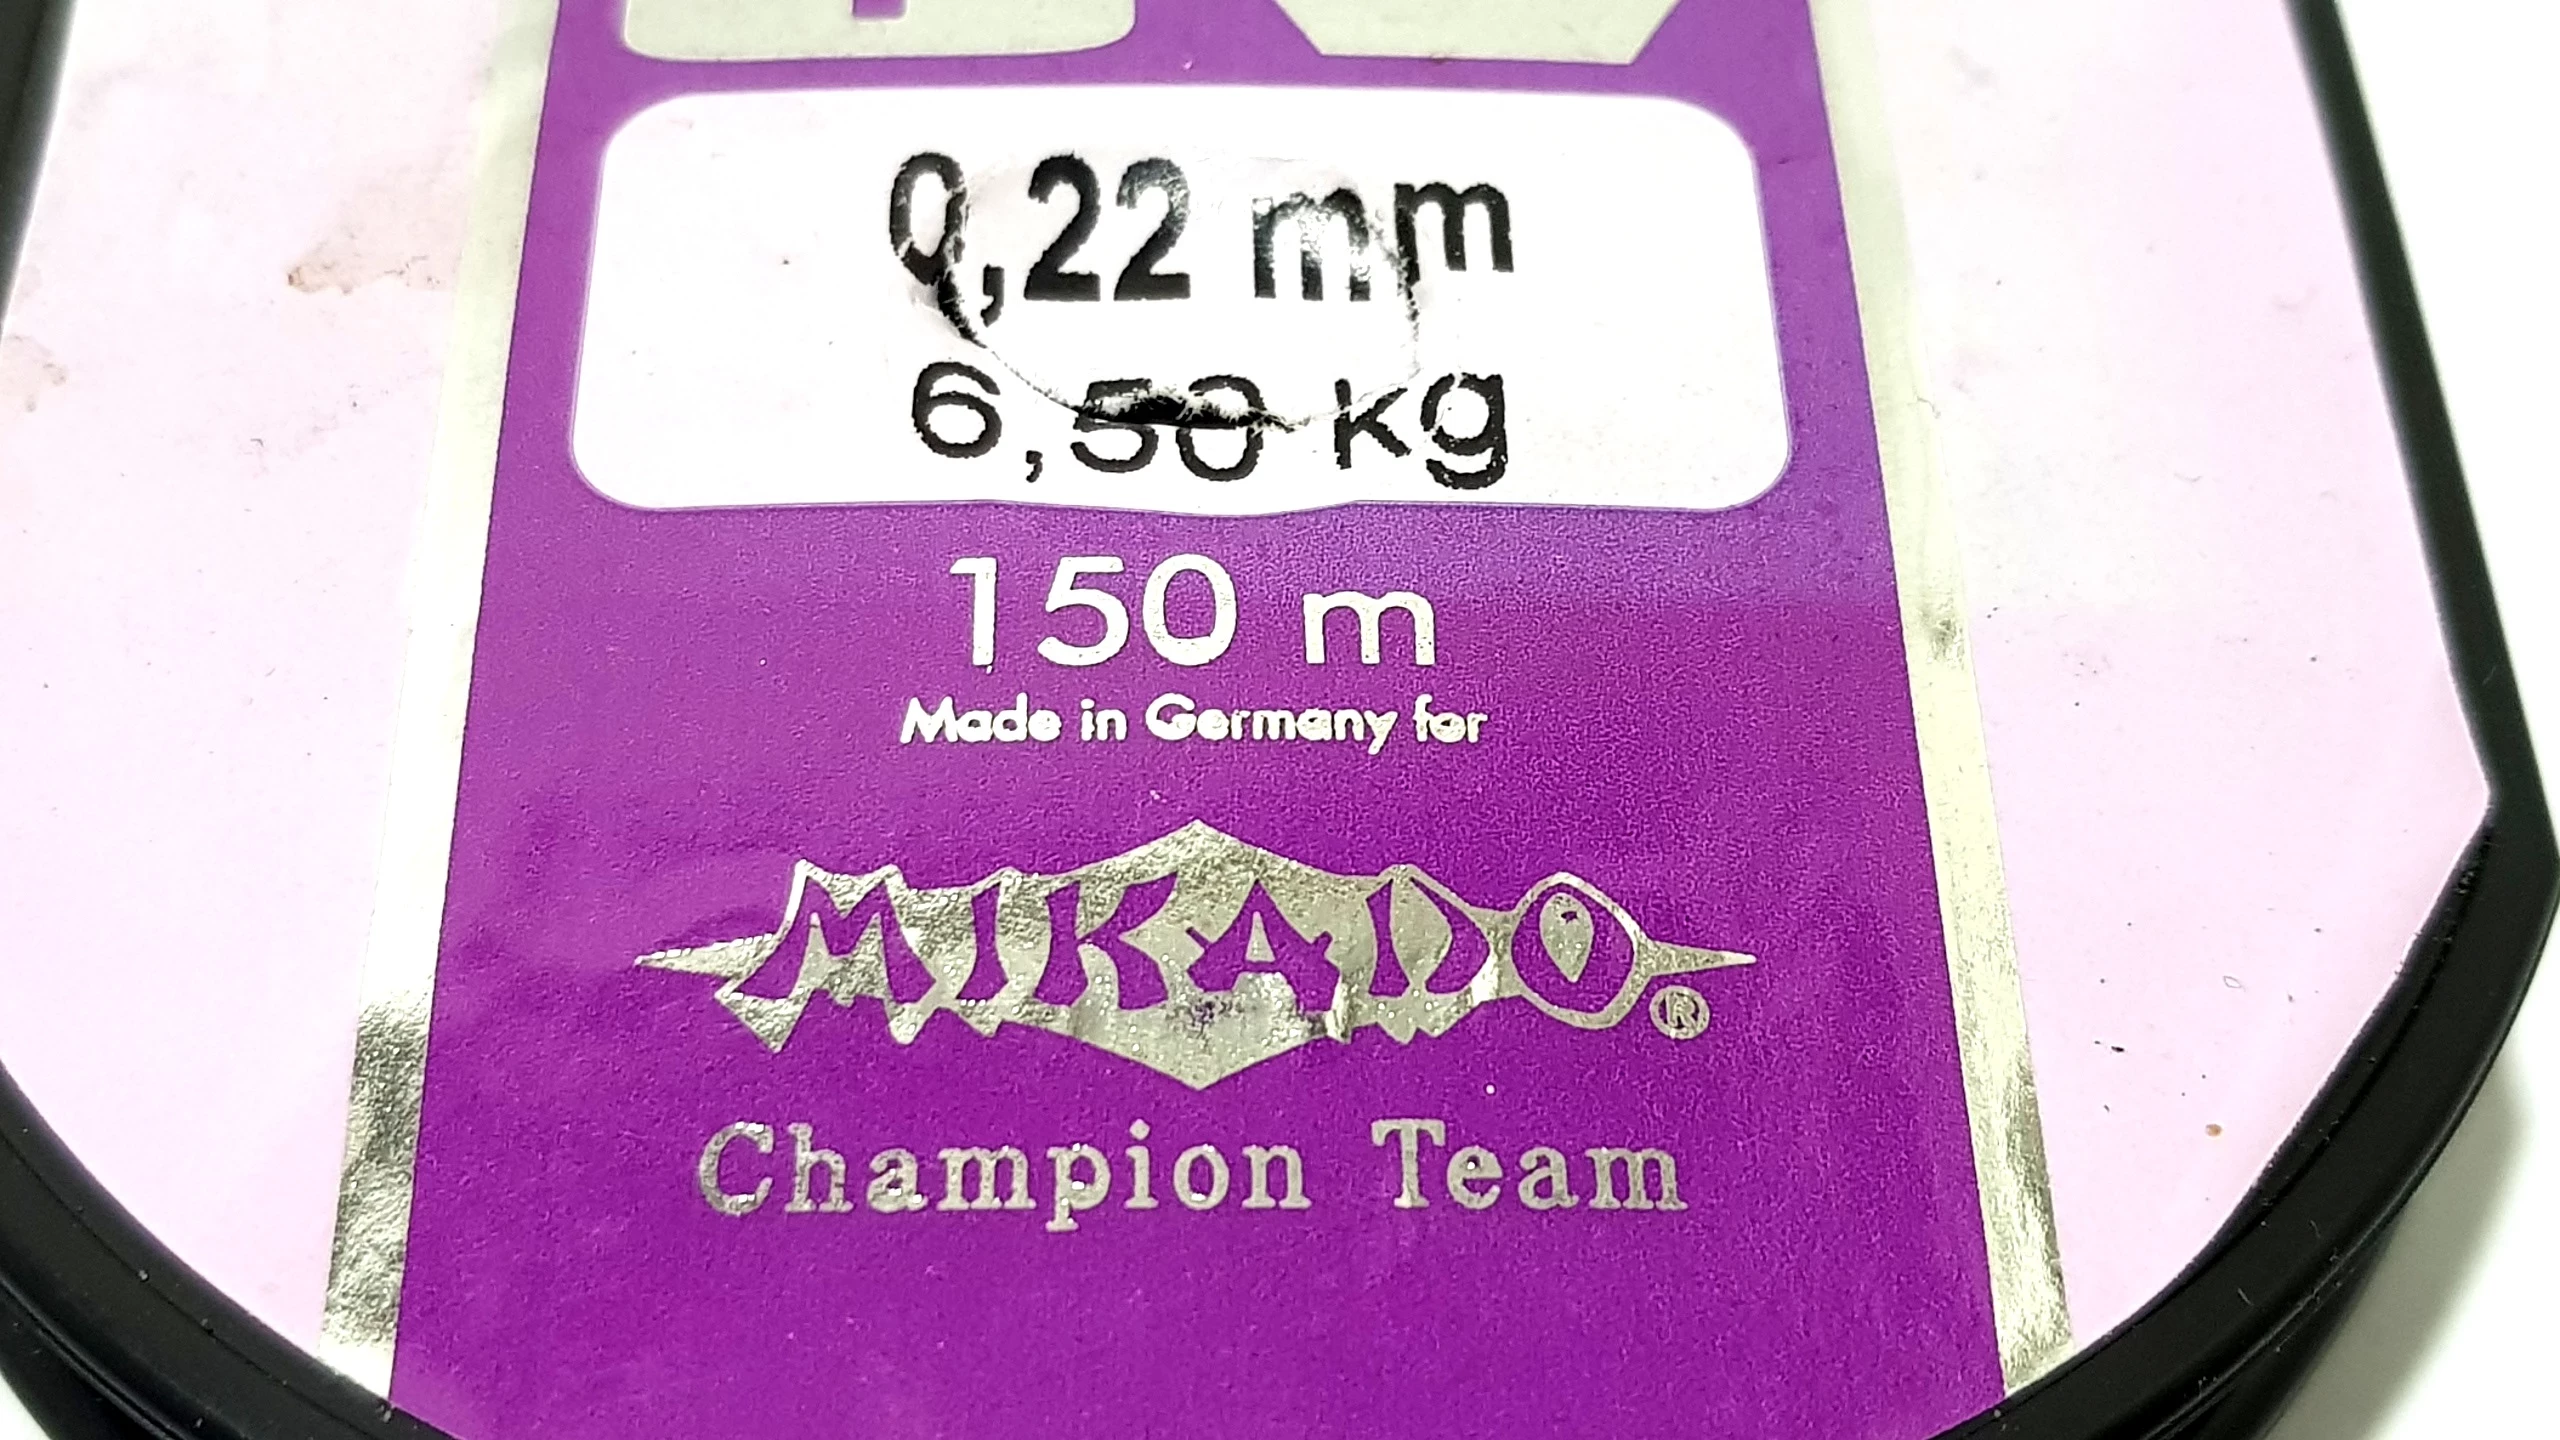 0,22 mm
6,50 kg
150 m
Made in Germany for
MIKADO®
Champion Team